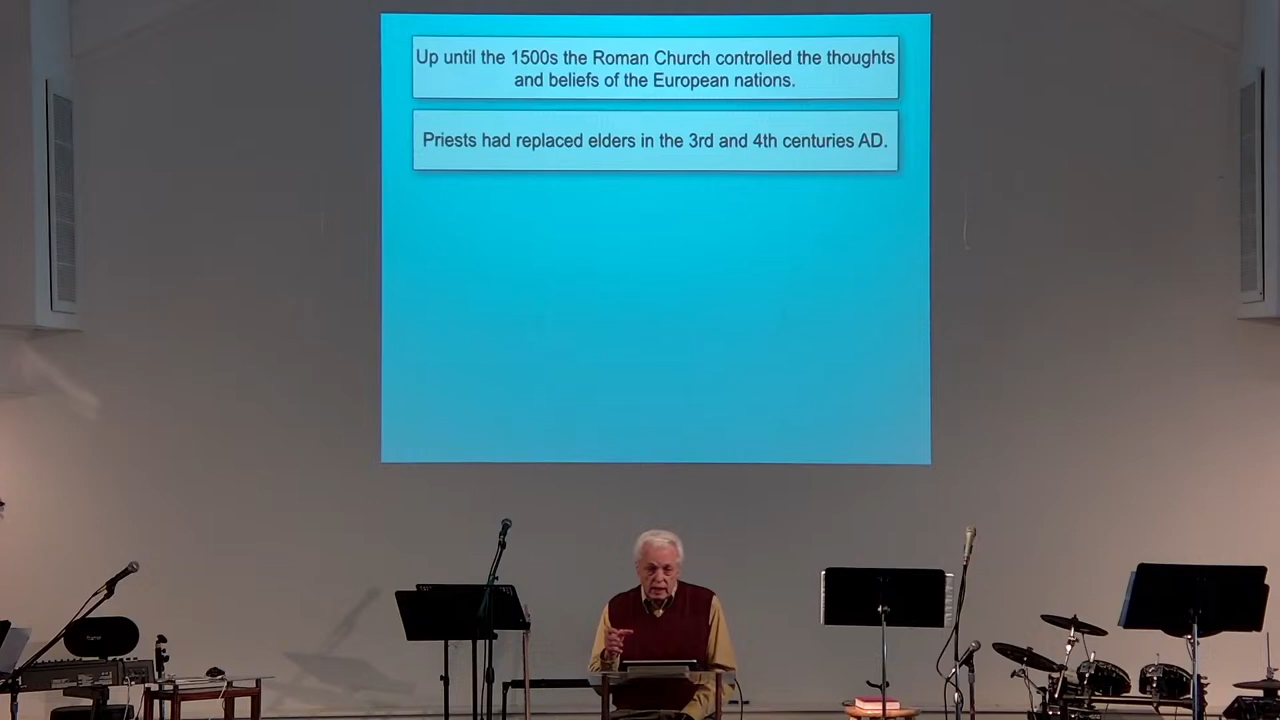 Up until the 1500s the Roman Church controlled the thoughts
and beliefs of the European nations.
Priests had replaced elders in the 3rd and 4th centuries AD.